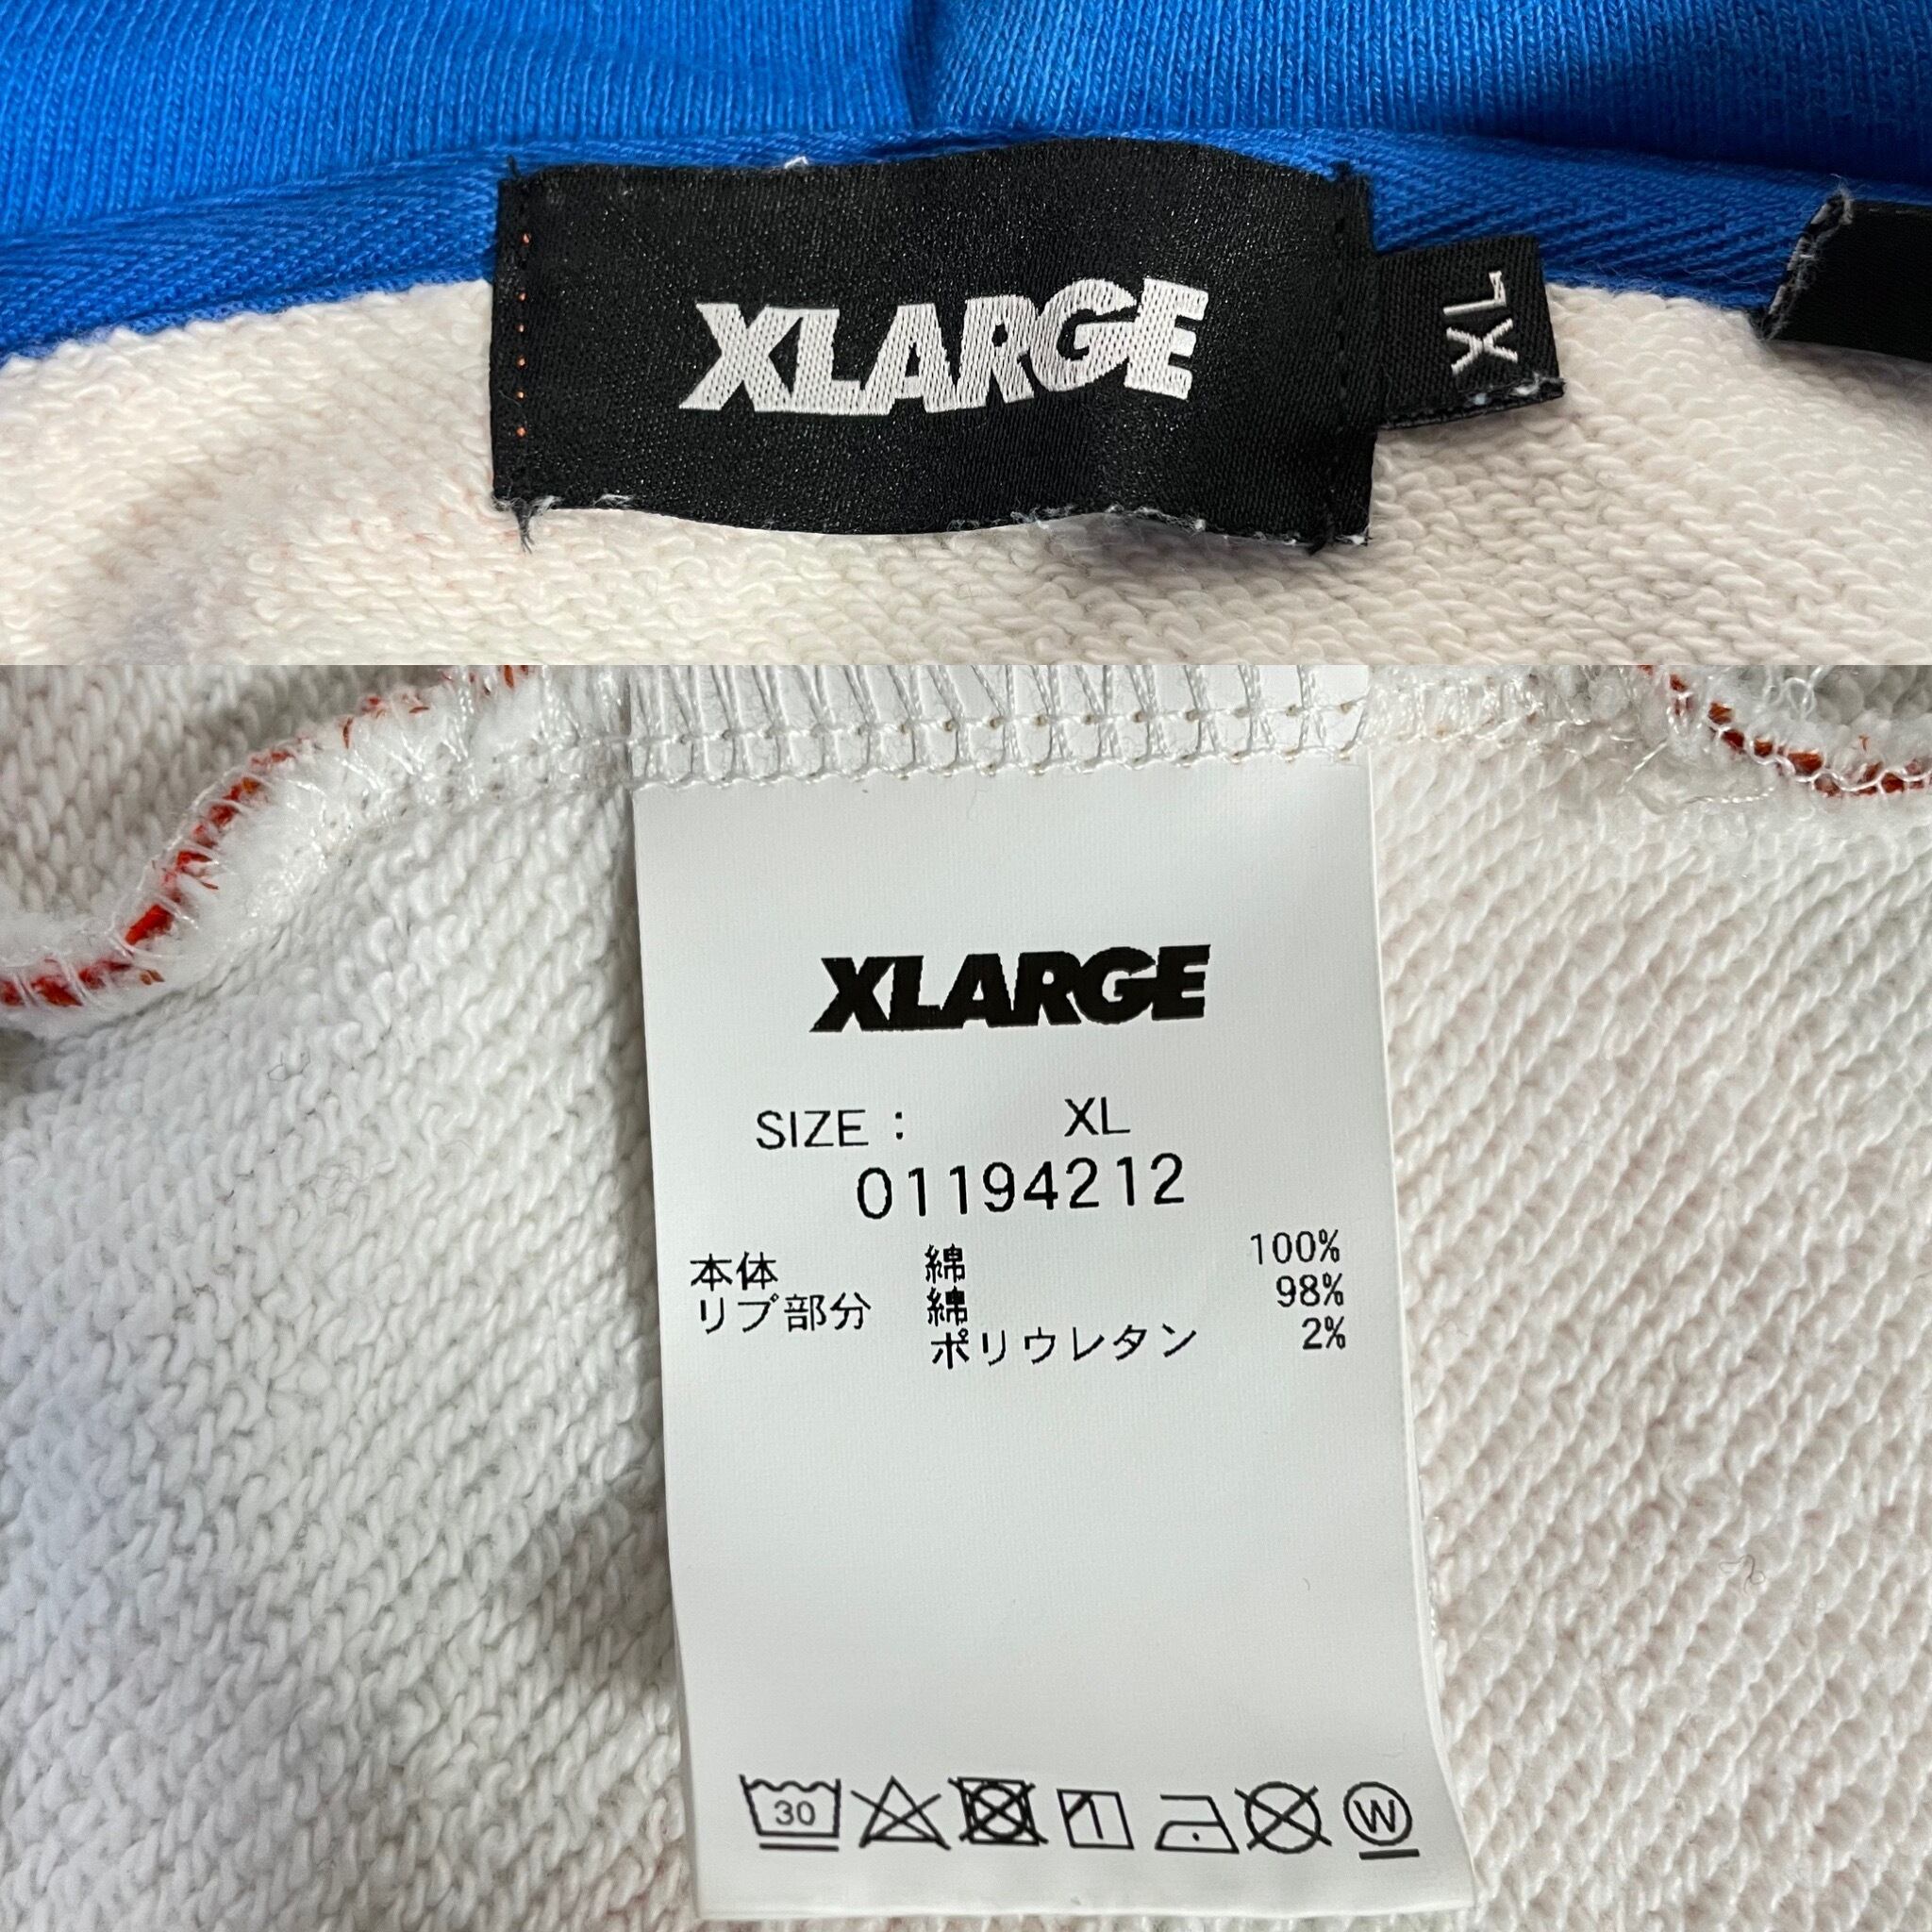 XLARGE
XL
XLARGE
SIZE : XL
01194212
本体 綿 100%
リブ部分 綿 98%
ポリウレタン 2%
30
W